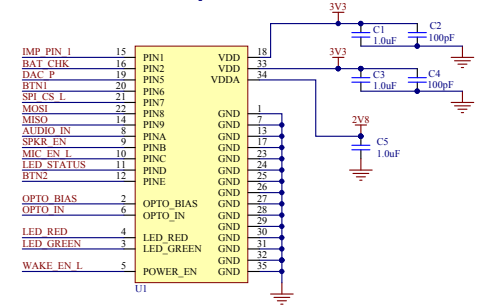 3V3
C1 C2
1.0uF 100pF
IMP_PIN_1 15 PIN1 VDD 18
3V3
BAT_CHK 16 PIN2 VDD 33
DAC_P 19 PIN5 VDDA 34
C3 C4
1.0uF 100pF
BTN1 20 PIN6
SPI_CS_L 21 PIN7
MOSI 22 PIN8 GND 1
MISO 14 PIN9 GND 7
2V8
AUDIO_IN 8 PINA GND 13
SPKR_EN 9 PINB GND 17
C5
1.0uF
MIC_EN_L 10 PINC GND 23
LED_STATUS 11 PIND GND 24
BTN2 12 PINE GND 25
GND 26
OPTO_BIAS 2 OPTO_BIAS GND 27
OPTO_IN 6 OPTO_IN GND 28
GND 29
LED_RED 4 LED_RED GND 30
LED_GREEN 3 LED_GREEN GND 31
GND 32
WAKE_EN_L 5 POWER_EN GND 35
U1